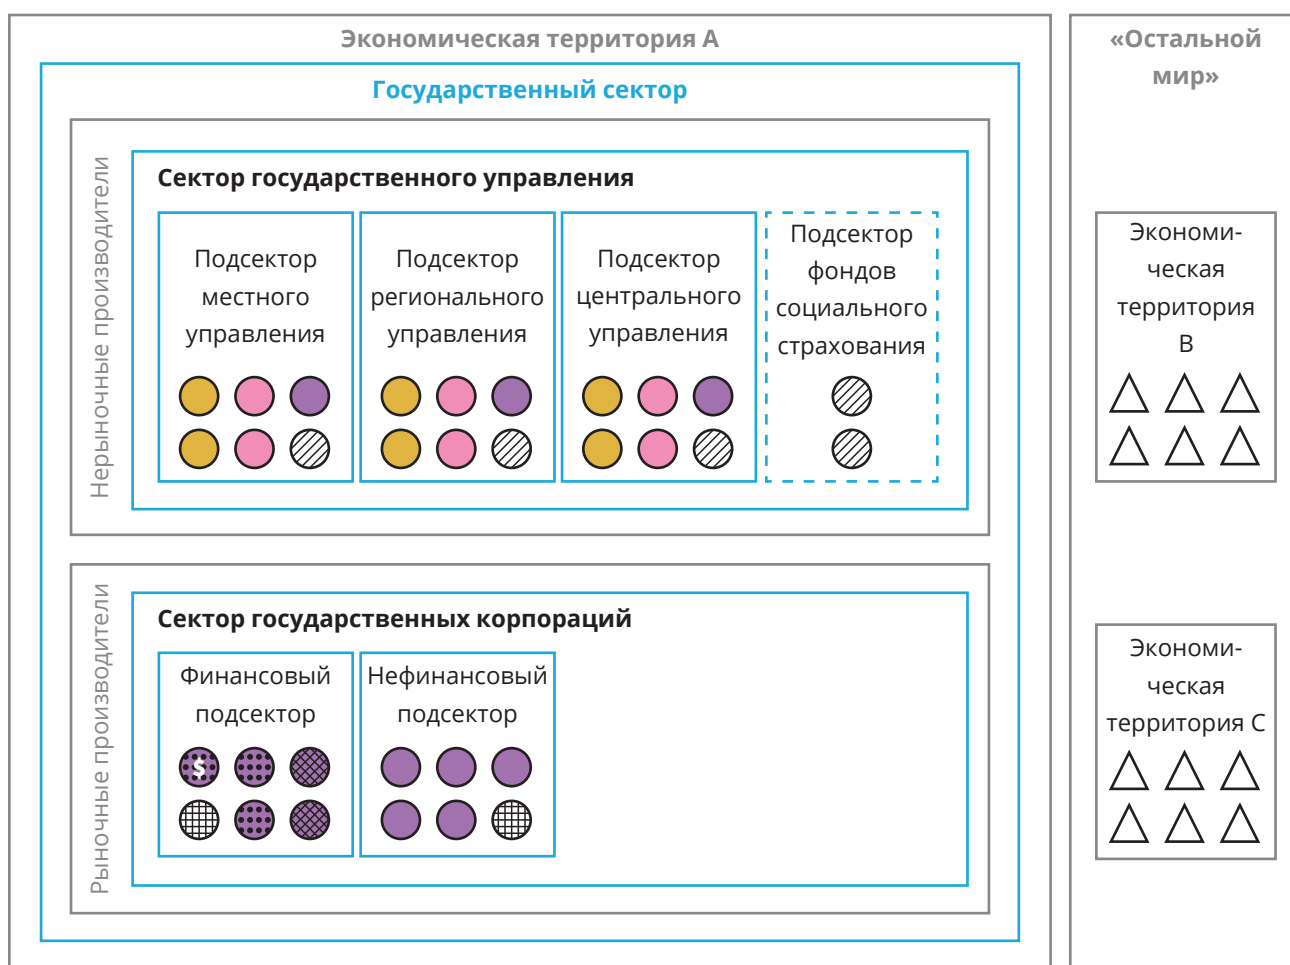 Экономическая территория А
Государственный сектор
Нерыночные производители
Сектор государственного управления
Подсектор
местного
управления
Подсектор
регионального
управления
Подсектор
центрального
управления
Подсектор
фондов
социального
страхования
Рыночные производители
Сектор государственных корпораций
Финансовый
подсектор
$
Нефинансовый
подсектор
«Остальной
мир»
Экономи-
ческая
территория
В
Экономи-
ческая
территория С